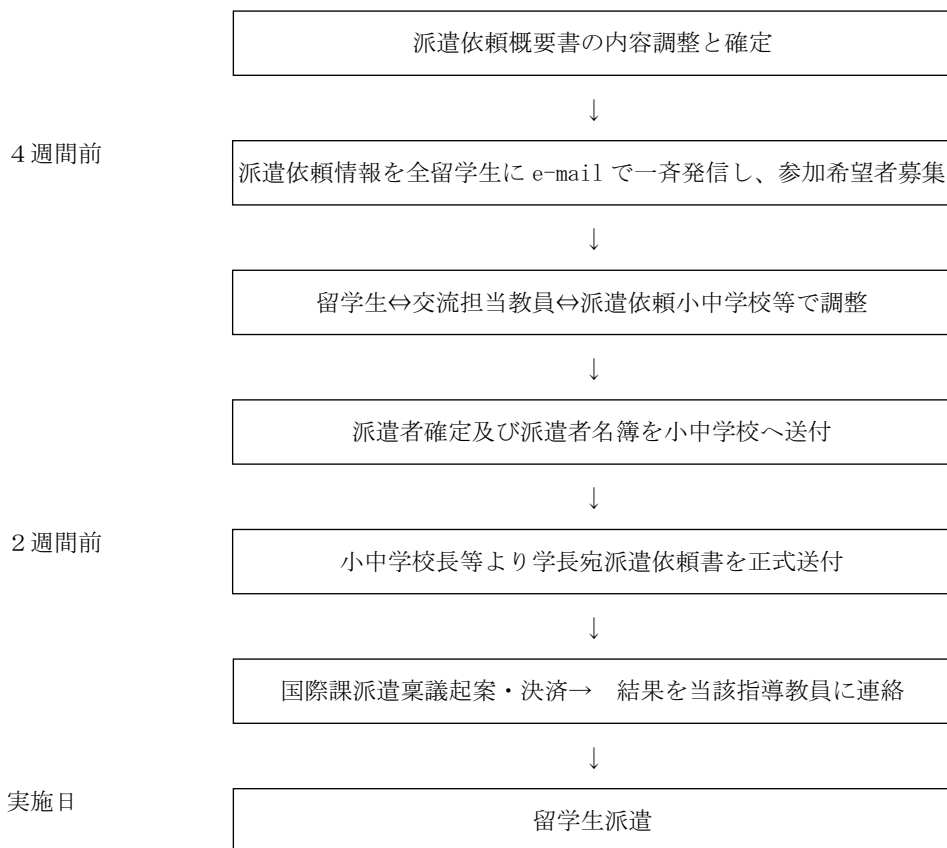 派遣依頼概要書の内容調整と確定
↓
4週間前
派遣依頼情報を全留学生に e-mail で一斉発信し、参加希望者募集
↓
留学生⇔交流担当教員⇔派遣依頼小中学校等で調整
↓
派遣者確定及び派遣者名簿を小中学校へ送付
↓
2週間前
小中学校長等より学長宛派遣依頼書を正式送付
↓
国際課派遣稟議起案・決済→　結果を当該指導教員に連絡
↓
実施日
留学生派遣